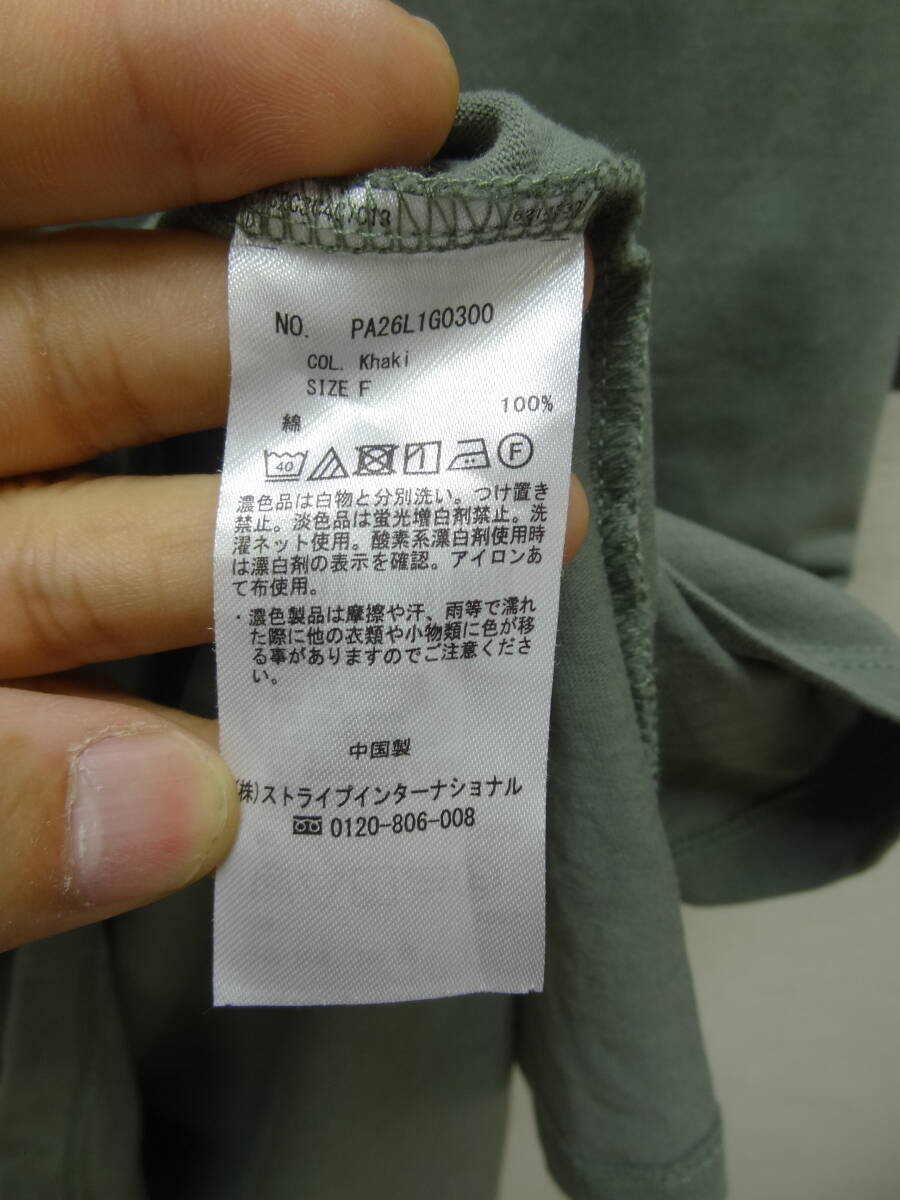 NO. PA26L1G0300
COL. Khaki
SIZE F
綿 100%
40 F
濃色品は白物と分別洗い。つけ置き
禁止。淡色品は蛍光増白剤禁止。洗
濯ネット使用。酸素系漂白剤使用時
は漂白剤の表示を確認。アイロンあ
て布使用。
・濃色製品は摩擦や汗、雨等で濡れ
た際に他の衣類や小物類に色が移
る事がありますのでご注意くださ
い。
中国製
(株)ストライプインターナショナル
0120-806-008